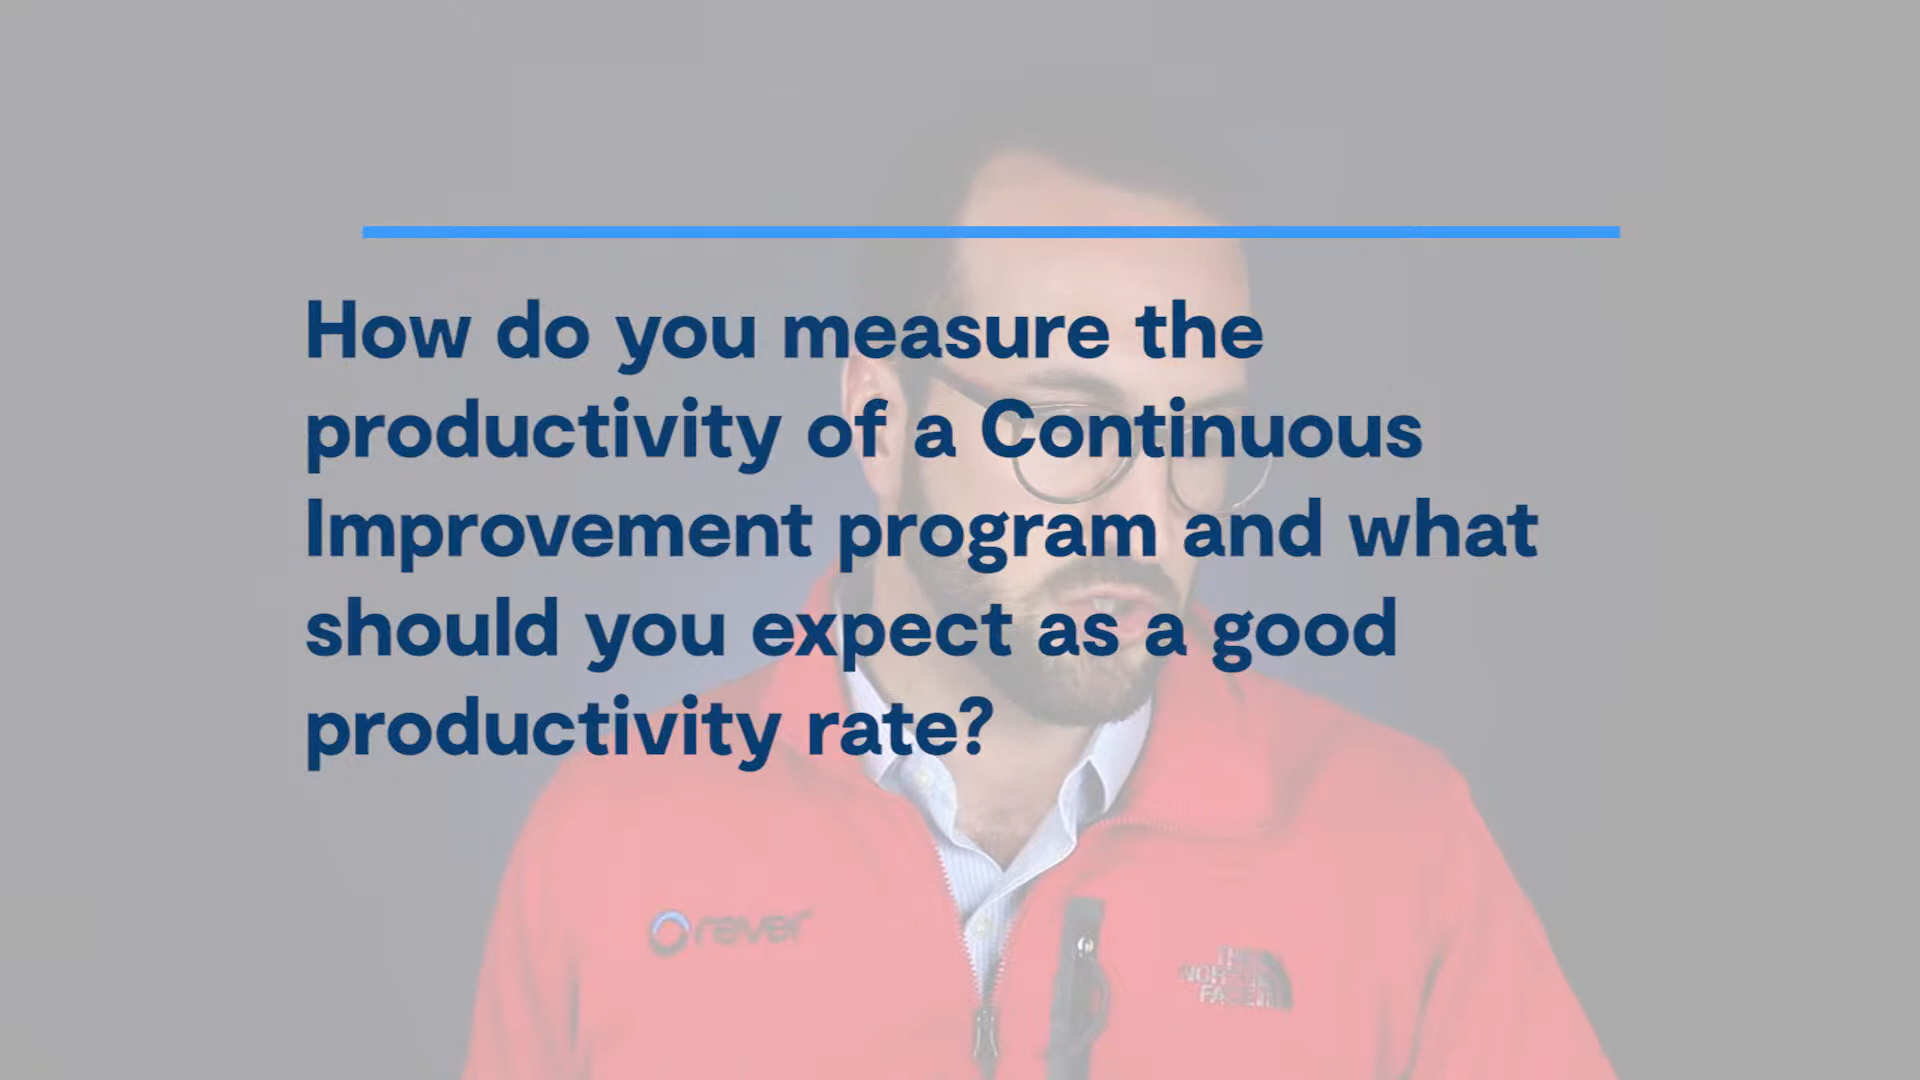 How do you measure the
productivity of a Continuous
Improvement program and what
should you expect as a good
productivity rate?
rever
THE
NORTH
FACE